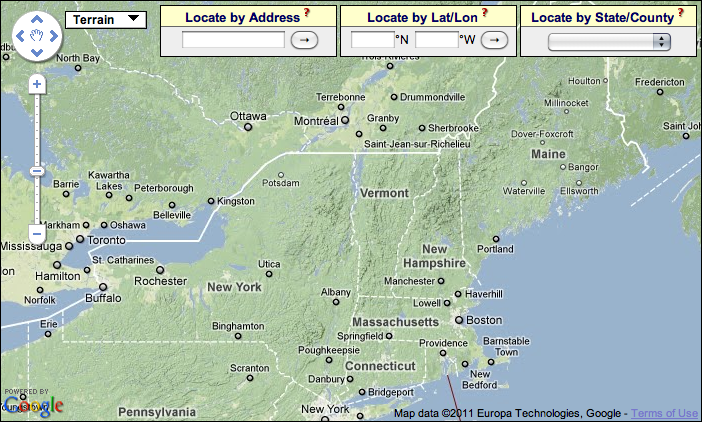 Terrain
Locate by Address ?
→
Locate by Lat/Lon ?
°N
°W
→
Locate by State/County ?
North Bay
Trois-Rivières
Houlton
Fredericton
Terrebonne
Drummondville
Millinocket
Ottawa
Montréal
Granby
Sherbrooke
Saint John
Saint-Jean-sur-Richelieu
Dover-Foxcroft
Maine
Bangor
Kawartha
Lakes
Barrie
Peterborough
Potsdam
Vermont
Waterville
Ellsworth
Kingston
Belleville
Markham
Oshawa
Mississauga
Toronto
New
Hampshire
Portland
St. Catharines
Hamilton
Rochester
Utica
Manchester
Norfolk
Buffalo
New York
Albany
Haverhill
Lowell
Erie
Massachusetts
Boston
Binghamton
Springfield
Providence
Barnstable
Town
Poughkeepsie
Connecticut
Scranton
Danbury
New
Bedford
Bridgeport
POWERED BY
Google
Youngstown
Pennsylvania
New York
Map data ©2011 Europa Technologies, Google - Terms of Use